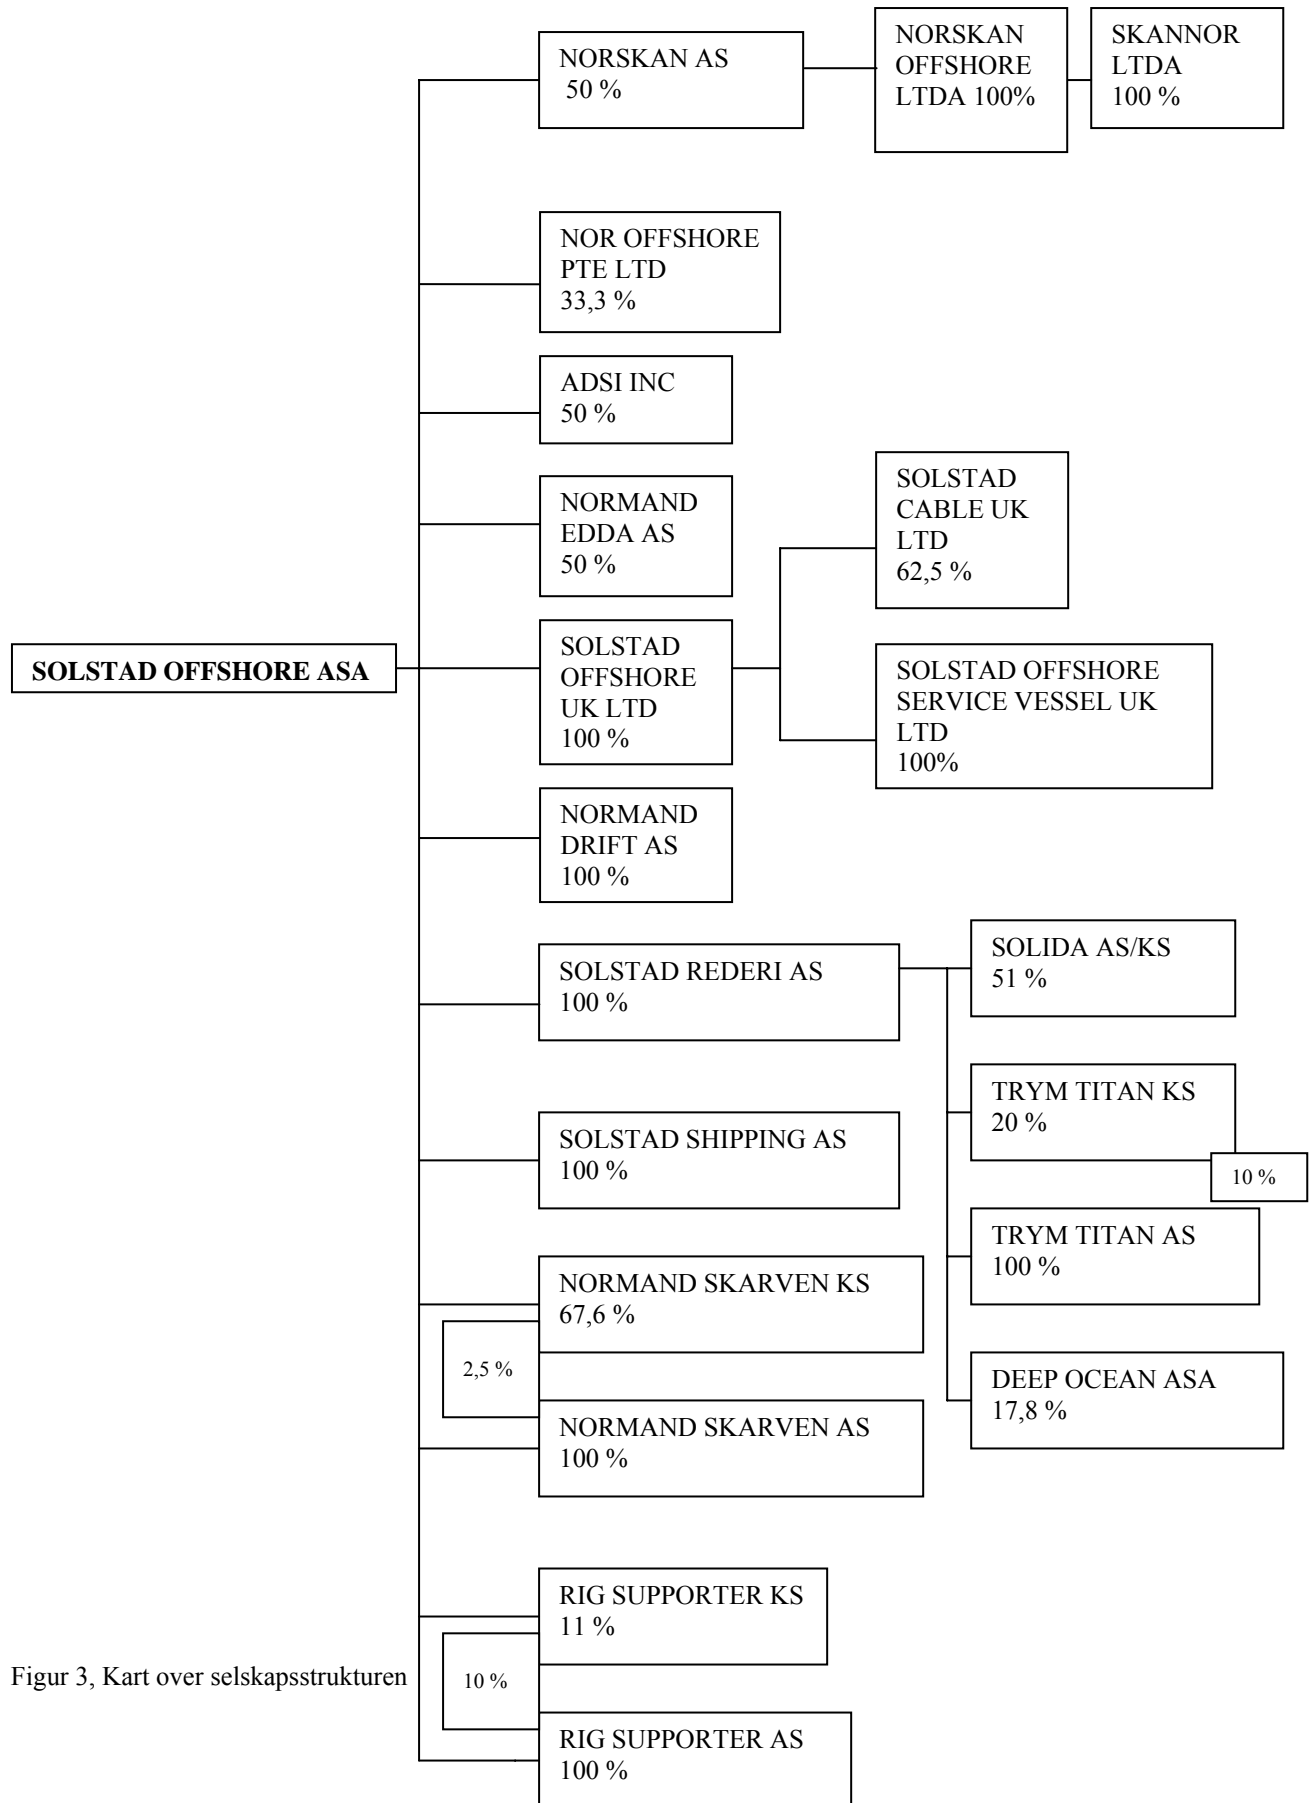 NORSKAN AS
50 %
NORSKAN
OFFSHORE
LTDA 100%
SKANNOR
LTDA
100 %
NOR OFFSHORE
PTE LTD
33,3 %
ADSI INC
50 %
NORMAND
EDDA AS
50 %
SOLSTAD
CABLE UK
LTD
62,5 %
SOLSTAD OFFSHORE ASA
SOLSTAD
OFFSHORE
UK LTD
100 %
SOLSTAD OFFSHORE
SERVICE VESSEL UK
LTD
100%
NORMAND
DRIFT AS
100 %
SOLSTAD REDERI AS
100 %
SOLIDA AS/KS
51 %
TRYM TITAN KS
20 %
10 %
SOLSTAD SHIPPING AS
100 %
TRYM TITAN AS
100 %
NORMAND SKARVEN KS
67,6 %
2,5 %
DEEP OCEAN ASA
17,8 %
NORMAND SKARVEN AS
100 %
RIG SUPPORTER KS
11 %
Figur 3, Kart over selskapsstrukturen
10 %
RIG SUPPORTER AS
100 %